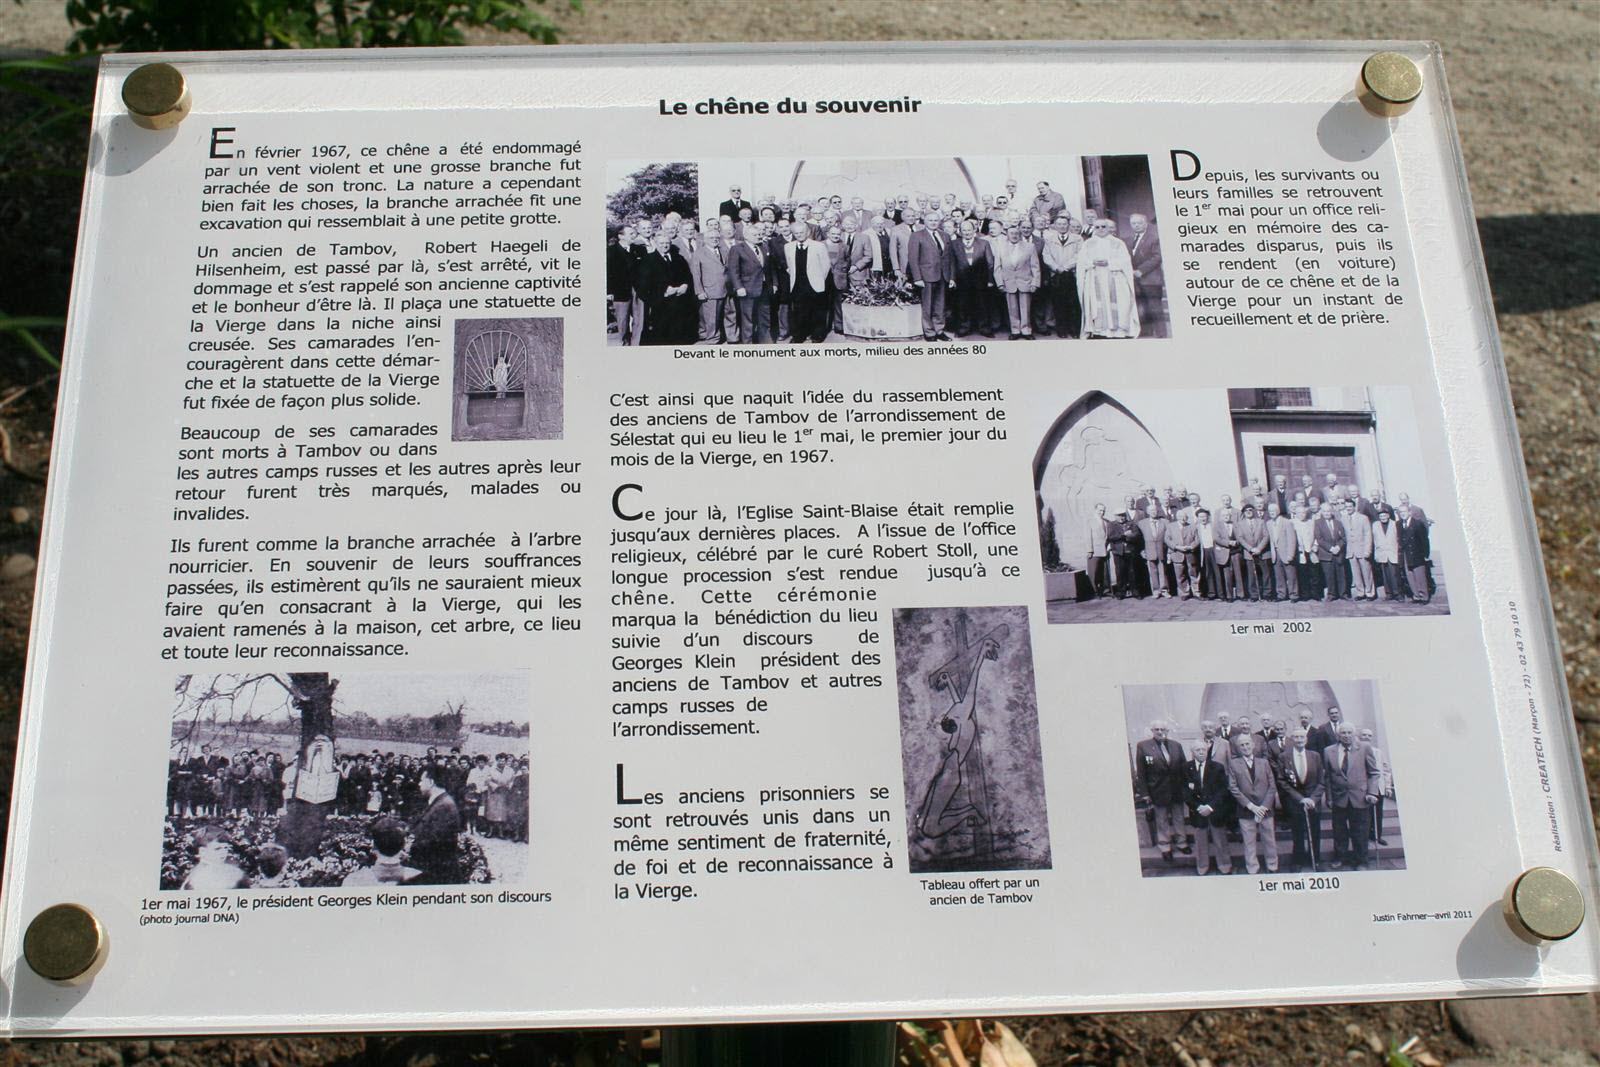 Le chêne du souvenir
En février 1967, ce chêne a été endommagé
par un vent violent et une grosse branche fut
arrachée de son tronc. La nature a cependant
bien fait les choses, la branche arrachée fit une
excavation qui ressemblait à une petite grotte.
Un ancien de Tambov, Robert Haegeli de
Hilsenheim, est passé par là, s'est arrêté, vit le
dommage et s'est rappelé son ancienne captivité
et le bonheur d'être là. Il plaça une statuette de
la Vierge dans la niche ainsi
creusée. Ses camarades l'en-
couragèrent dans cette démar-
che et la statuette de la Vierge
fut fixée de façon plus solide.
Beaucoup de ses camarades
sont morts à Tambov ou dans
les autres camps russes et les autres après leur
retour furent très marqués, malades ou
invalides.
Ils furent comme la branche arrachée à l'arbre
nourricier. En souvenir de leurs souffrances
passées, ils estimèrent qu'ils ne sauraient mieux
faire qu'en consacrant à la Vierge, qui les
avaient ramenés à la maison, cet arbre, ce lieu
et toute leur reconnaissance.
1er mai 1967, le président Georges Klein pendant son discours
(photo journal DNA)
Devant le monument aux morts, milieu des années 80
C'est ainsi que naquit l'idée du rassemblement
des anciens de Tambov de l'arrondissement de
Sélestat qui eu lieu le 1er mai, le premier jour du
mois de la Vierge, en 1967.
Ce jour là, l'Eglise Saint-Blaise était remplie
jusqu'aux dernières places. A l'issue de l'office
religieux, célébré par le curé Robert Stoll, une
longue procession s'est rendue jusqu'à ce
chêne. Cette cérémonie
marqua la bénédiction du lieu
suivie d'un discours de
Georges Klein président des
anciens de Tambov et autres
camps russes de
l'arrondissement.
Les anciens prisonniers se
sont retrouvés unis dans un
même sentiment de fraternité,
de foi et de reconnaissance à
la Vierge.
Tableau offert par un
ancien de Tambov
Depuis, les survivants ou
leurs familles se retrouvent
le 1er mai pour un office reli-
gieux en mémoire des ca-
marades disparus, puis ils
se rendent (en voiture)
autour de ce chêne et de la
Vierge pour un instant de
recueillement et de prière.
1er mai 2002
1er mai 2010
Justin Fahrner—avril 2011
Réalisation : CREATECH (Marçon - 72) - 02 43 79 10 10